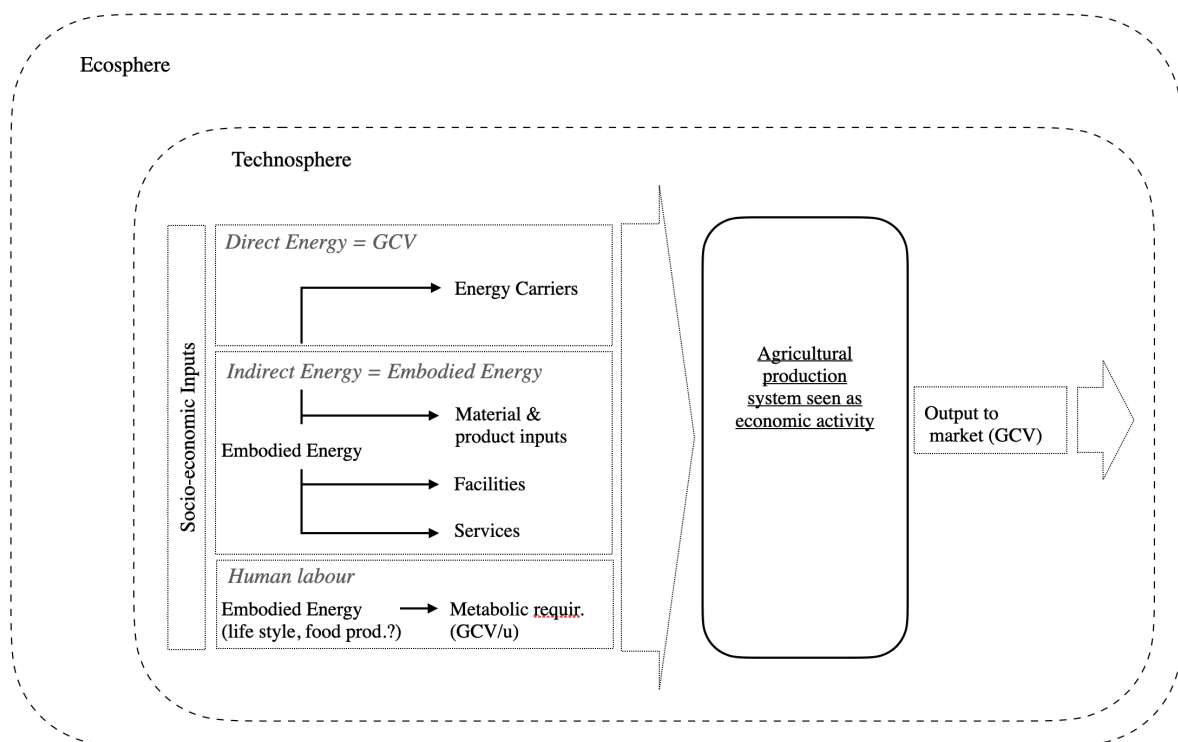 Ecosphere
Technosphere
Socio-economic Inputs
Direct Energy = GCV
Energy Carriers
Indirect Energy = Embodied Energy
Material &
product inputs
Embodied Energy
Facilities
Services
Human labour
Embodied Energy
(life style, food prod.?)
Metabolic requir.
(GCV/u)
Agricultural
production
system seen as
economic activity
Output to
market (GCV)